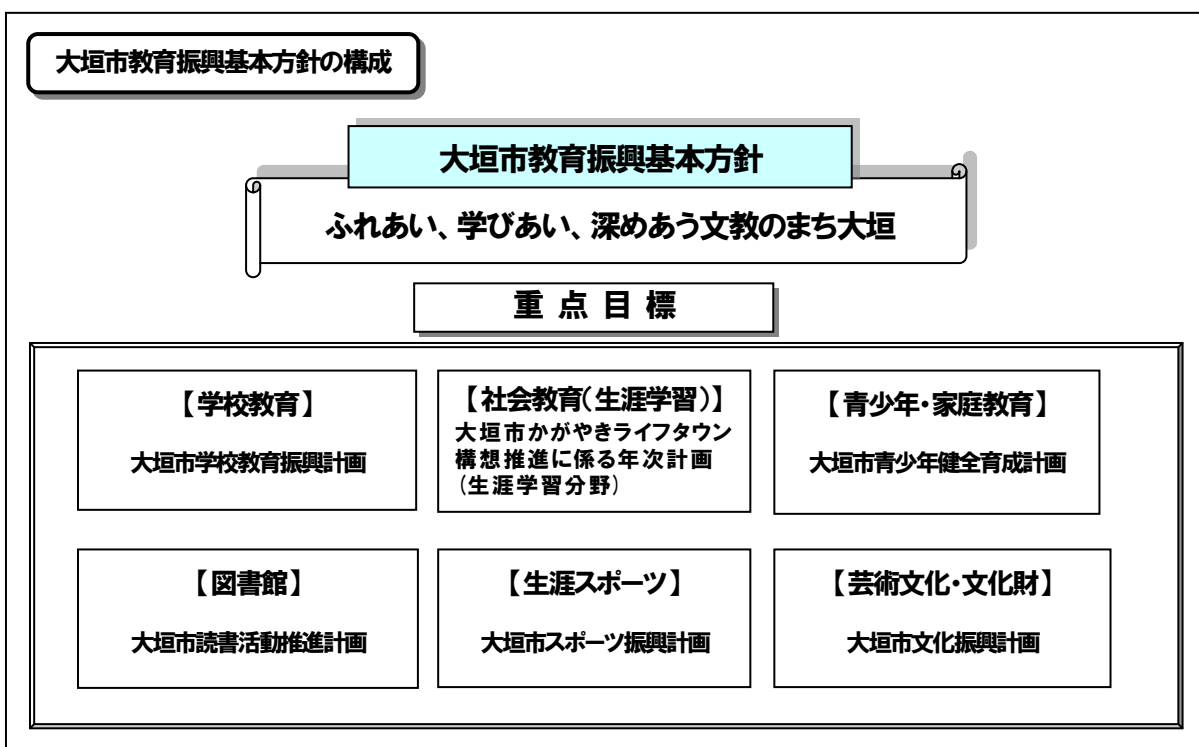 大垣市教育振興基本方針の構成
大垣市教育振興基本方針
ふれあい、学びあい、深めあう文教のまち大垣
重点目標
【学校教育】
大垣市学校教育振興計画
【社会教育(生涯学習)】
大垣市かがやきライフタウン
構想推進に係る年次計画
(生涯学習分野)
【青少年・家庭教育】
大垣市青少年健全育成計画
【図書館】
大垣市読書活動推進計画
【生涯スポーツ】
大垣市スポーツ振興計画
【芸術文化・文化財】
大垣市文化振興計画